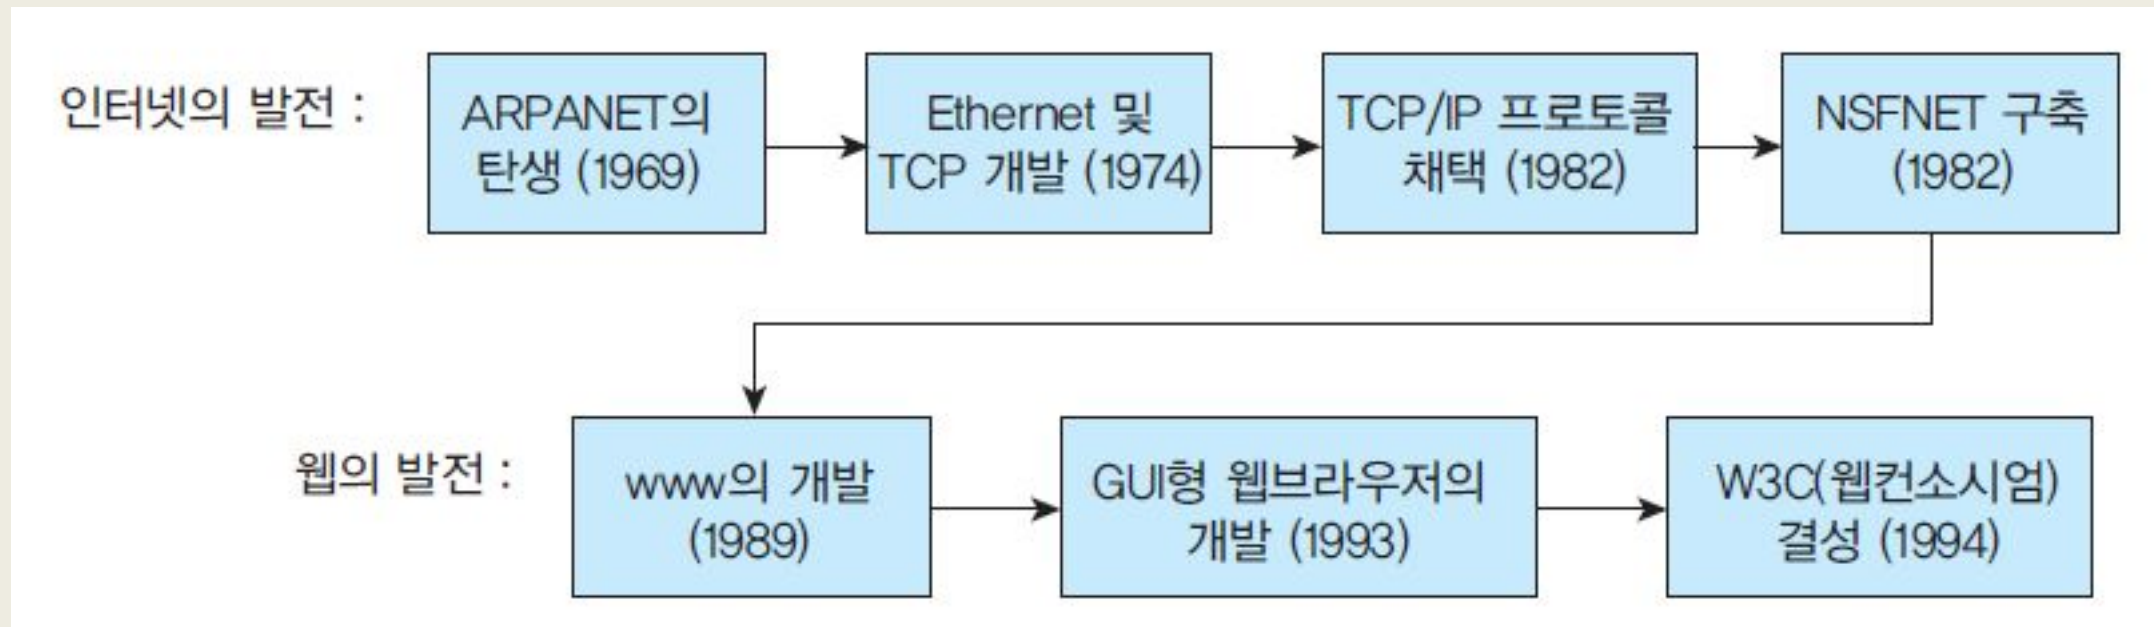 인터넷의 발전 :
ARPANET의
탄생 (1969)
Ethernet 및
TCP 개발 (1974)
TCP/IP 프로토콜
채택 (1982)
NSFNET 구축
(1982)
웹의 발전 :
www의 개발
(1989)
GUI형 웹브라우저의
개발 (1993)
W3C(웹컨소시엄)
결성 (1994)